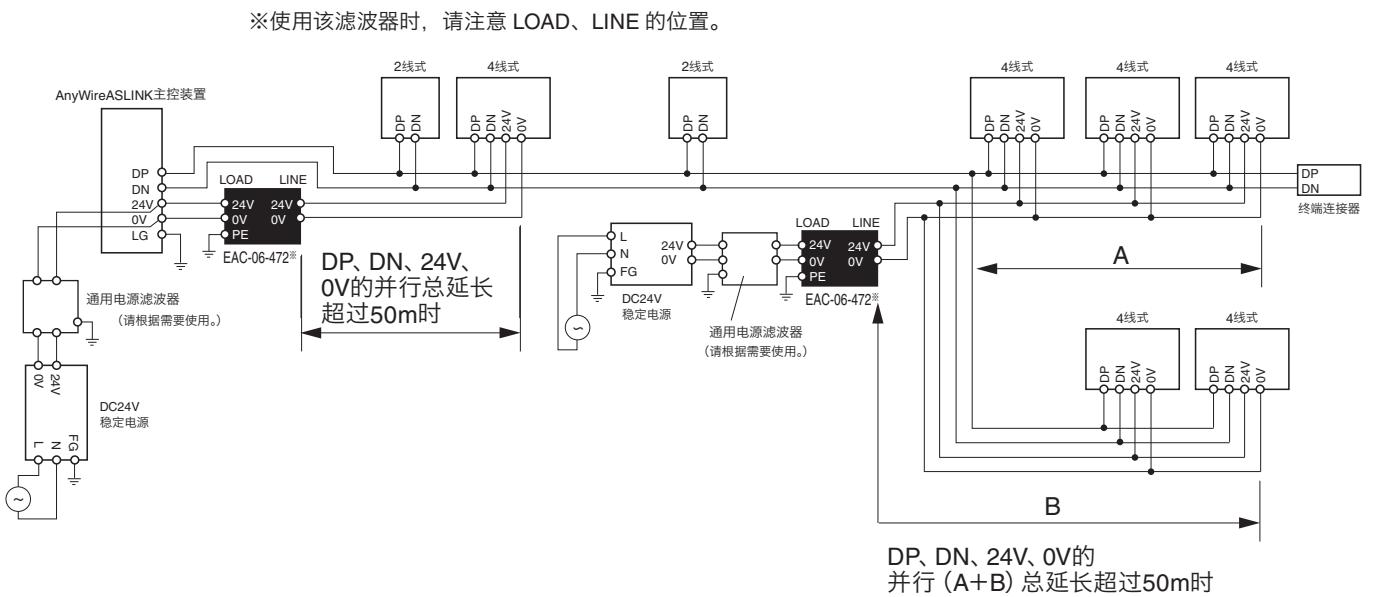 ※使用该滤波器时，请注意 LOAD、LINE 的位置。
2线式
4线式
2线式
4线式
4线式
4线式
AnyWireASLINK主控装置
DP
DN
DP
DN
24V
0V
DP
DN
DP
DN
24V
0V
DP
DN
24V
0V
DP
DN
24V
0V
DP
DN
24V
0V
LG
LOAD
LINE
24V
24V
0V
0V
PE
EAC-06-472※
DP
DN
终端连接器
DP、DN、24V、
0V的并行总延长
超过50m时
L
N
FG
24V
0V
DC24V
稳定电源
LOAD
LINE
24V
24V
0V
0V
PE
EAC-06-472※
A
通用电源滤波器
（请根据需要使用。）
通用电源滤波器
（请根据需要使用。）
4线式
4线式
DP
DN
24V
0V
DP
DN
24V
0V
0V
24V
DC24V
稳定电源
L
N
FG
~
~
B
DP、DN、24V、0V的
并行（A＋B）总延长超过50m时